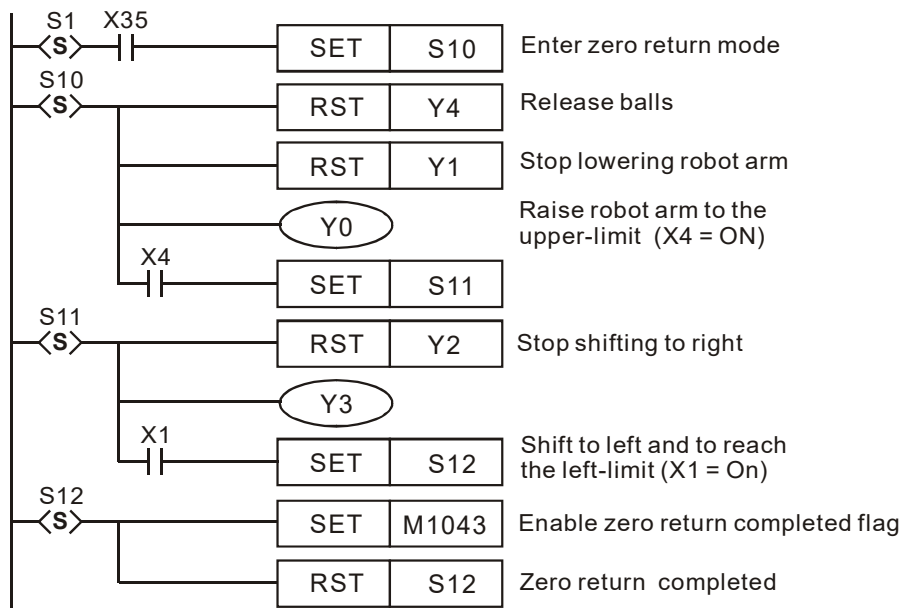 S1 X35
S SET S10 Enter zero return mode
S10
S RST Y4 Release balls
RST Y1 Stop lowering robot arm
Y0 Raise robot arm to the
upper-limit (X4 = ON)
X4
SET S11
S11
S RST Y2 Stop shifting to right
Y3
X1
SET S12 Shift to left and to reach
the left-limit (X1 = On)
S12
S SET M1043 Enable zero return completed flag
RST S12 Zero return completed